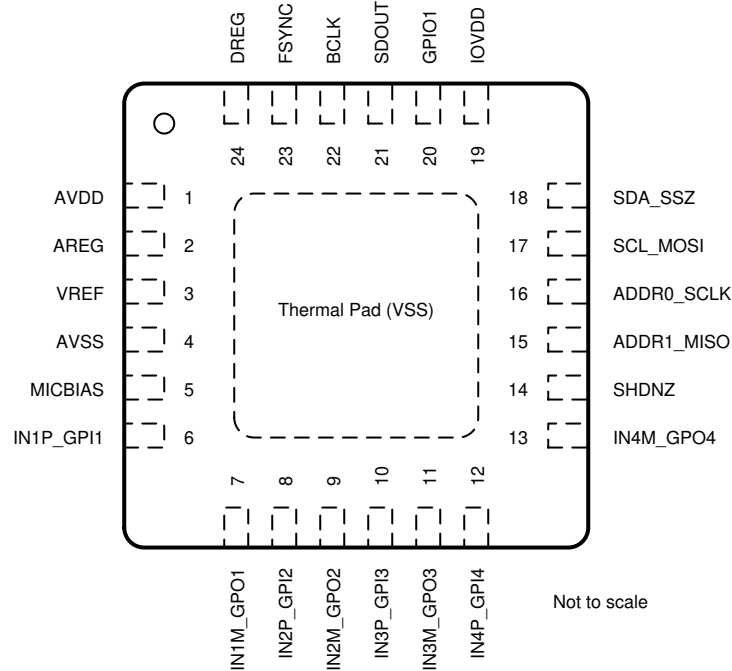 DREG
FSYNC
BCLK
SDOUT
GPIO1
IOVDD
24
23
22
21
20
19
AVDD
1
18
SDA_SSZ
AREG
2
17
SCL_MOSI
VREF
3
16
ADDR0_SCLK
Thermal Pad (VSS)
AVSS
4
15
ADDR1_MISO
MICBIAS
5
14
SHDNZ
IN1P_GPI1
6
13
IN4M_GPO4
7
8
9
10
11
12
IN1M_GPO1
IN2P_GPI2
IN2M_GPO2
IN3P_GPI3
IN3M_GPO3
IN4P_GPI4
Not to scale